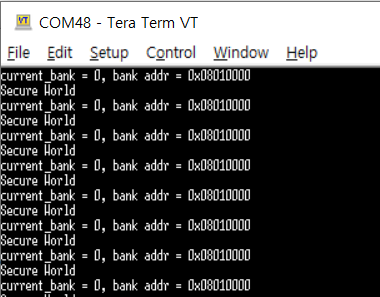 VT
COM48 - Tera Term VT
File Edit Setup Control Window Help
current_bank = 0, bank addr = 0x08010000
Secure World
current_bank = 0, bank addr = 0x08010000
Secure World
current_bank = 0, bank addr = 0x08010000
Secure World
current_bank = 0, bank addr = 0x08010000
Secure World
current_bank = 0, bank addr = 0x08010000
Secure World
current_bank = 0, bank addr = 0x08010000
Secure World
current_bank = 0, bank addr = 0x08010000
Secure World
current_bank = 0, bank addr = 0x08010000
Secure World